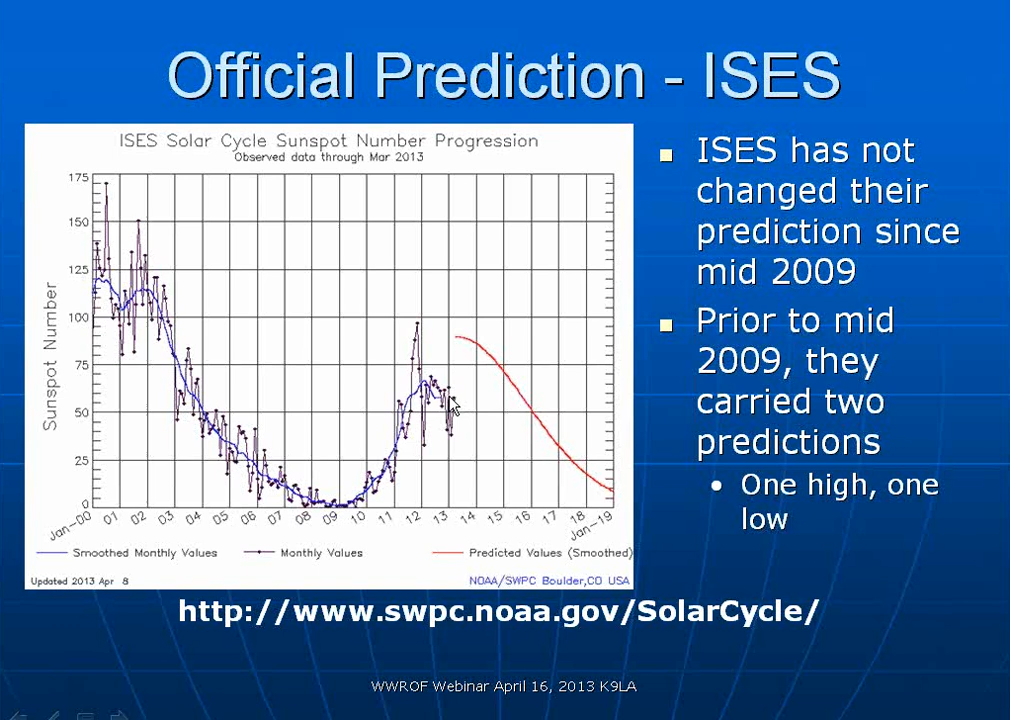 Official Prediction - ISES
ISES Solar Cycle Sunspot Number Progression
Observed data through Mar 2013
Sunspot Number
175
150
125
100
75
50
25
0
Jan-00 01 02 03 04 05 06 07 08 09 10 11 12 13 14 15 16 17 18 Jan-19
Smoothed Monthly Values Monthly Values Predicted Values (Smoothed)
Updated 2013 Apr 8 NOAA/SWPC Boulder,CO USA
ISES has not
changed their
prediction since
mid 2009
Prior to mid
2009, they
carried two
predictions
One high, one
low
http://www.swpc.noaa.gov/SolarCycle/
WWROF Webinar April 16, 2013 K9LA